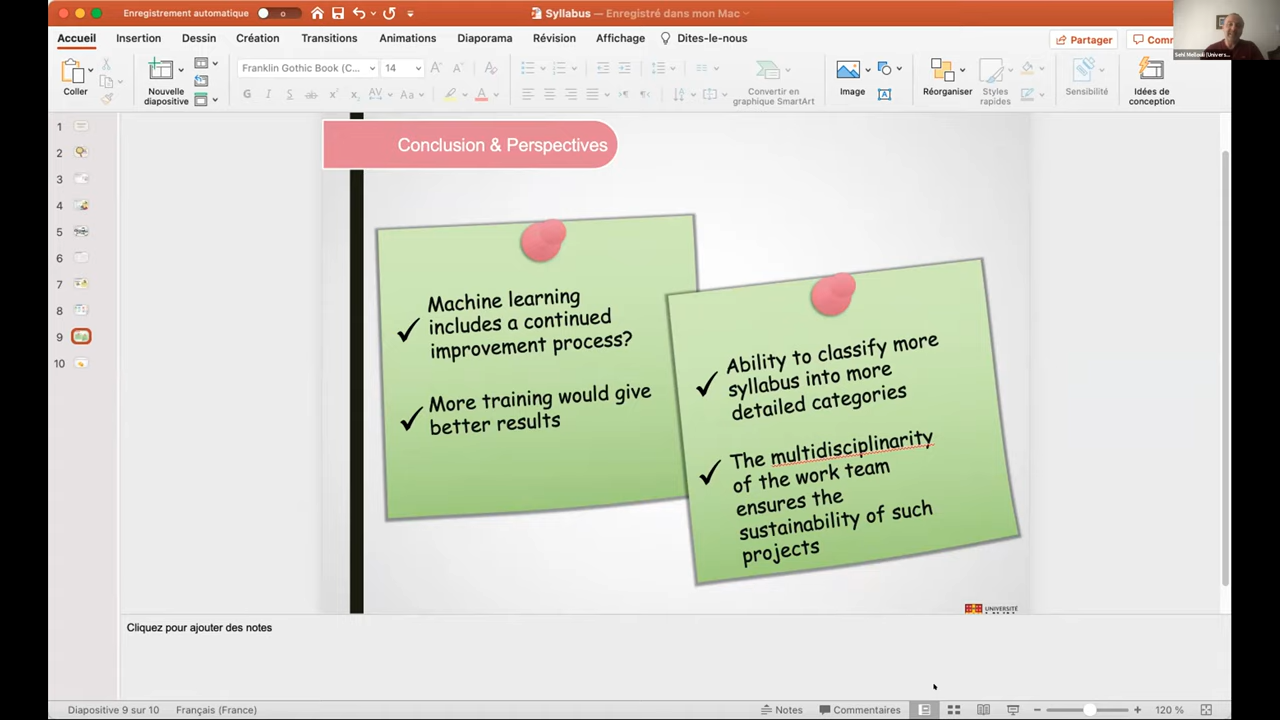 Enregistrement automatique
Syllabus — Enregistré dans mon Mac
Accueil Insertion Dessin Création Transitions Animations Diaporama Révision Affichage Dites-le-nous
Partager
Comm
Coller
Nouvelle
diapositive
Franklin Gothic Book (C...
14
G I S
Convertir en
graphique SmartArt
Image
Réorganiser
Styles
rapides
Sensibilité
Idées de
conception
Sehl Mellouli (Univers...
1
2
3
4
5
6
7
8
9
10
Conclusion & Perspectives
✓ Machine learning
includes a continued
improvement process?
✓ More training would give
better results
✓ Ability to classify more
syllabus into more
detailed categories
✓ The multidisciplinarity
of the work team
ensures the
sustainability of such
projects
UNIVERSITÉ
Cliquez pour ajouter des notes
Diapositive 9 sur 10 Français (France) Notes Commentaires 120 %